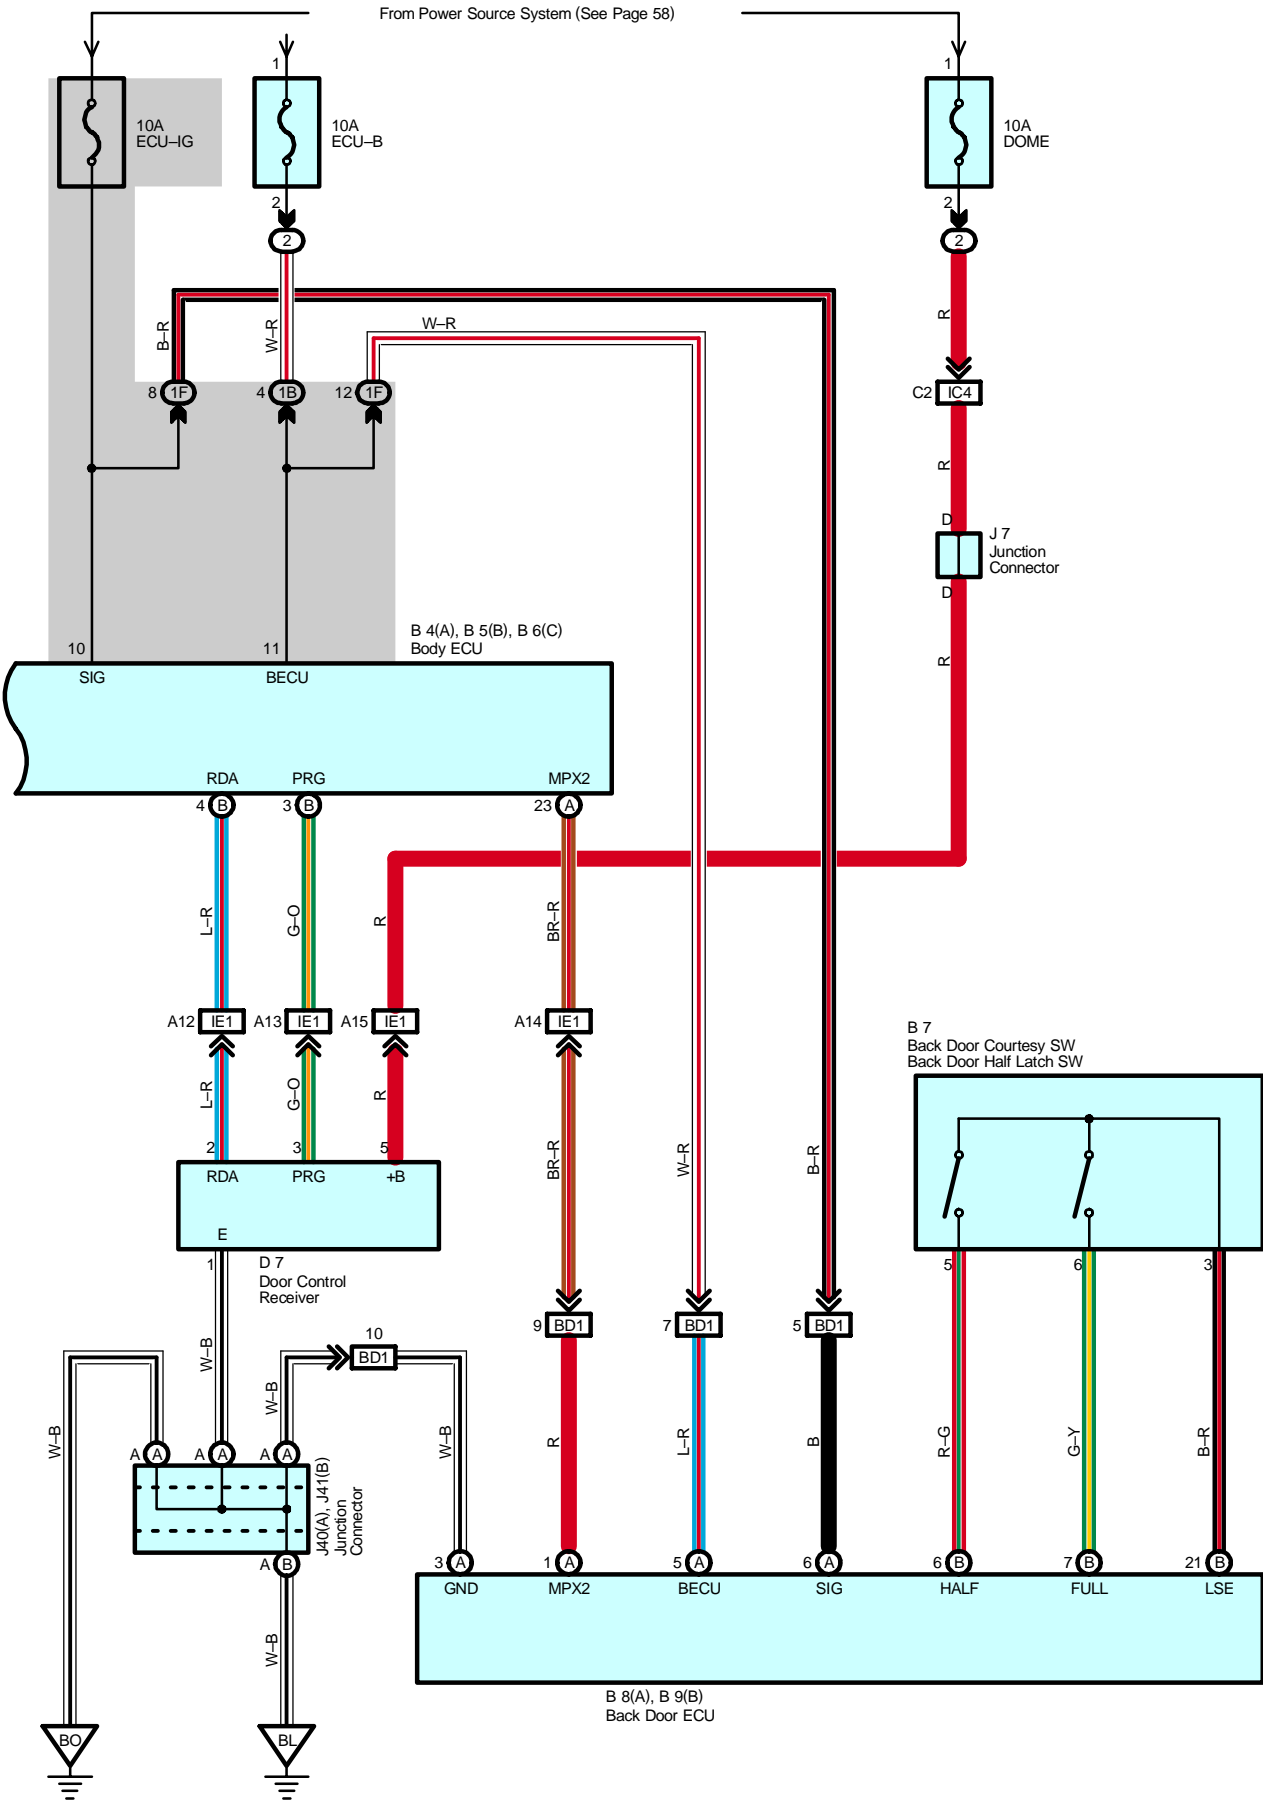 From Power Source System (See Page 58)
1
1
10A
ECU–IG
10A
ECU–B
10A
DOME
2
2
2
2
B–R
W–R
W–R
R
8
1F
4
1B
12
1F
C2
IC4
R
D
J 7
Junction
Connector
D
B 4(A), B 5(B), B 6(C)
Body ECU
10
11
R
SIG
BECU
RDA
PRG
MPX2
4
B
3
B
23
A
L–R
G–O
R
BR–R
A12
IE1
A13
IE1
A15
IE1
A14
IE1
B 7
Back Door Courtesy SW
Back Door Half Latch SW
L–R
G–O
R
BR–R
W–R
B–R
2
3
5
RDA
PRG
+B
E
1
D 7
Door Control
Receiver
5
6
3
9
BD1
7
BD1
5
BD1
10
BD1
W–B
W–B
W–B
W–B
R
L–R
B
R–G
G–Y
B–R
A
A
A
A
A
A
J40(A), J41(B)
Junction
Connector
A
B
3
A
1
A
5
A
6
A
6
B
7
B
21
B
GND
MPX2
BECU
SIG
HALF
FULL
LSE
W–B
B 8(A), B 9(B)
Back Door ECU
BO
BL